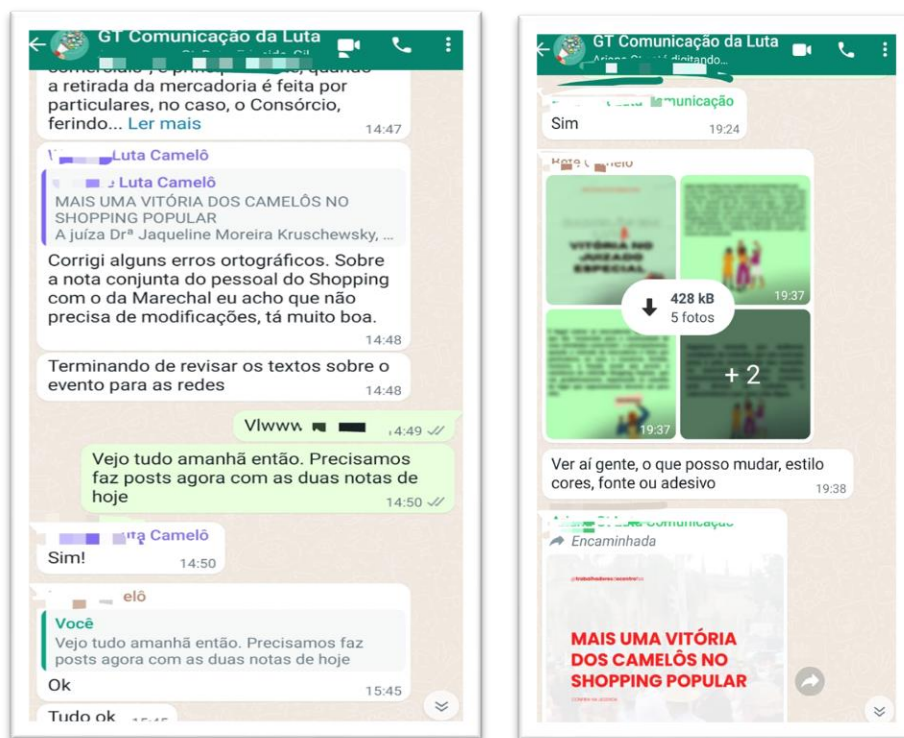 GT Comunicação da Luta
a retirada da mercadoria é feita por
particulares, no caso, o Consórcio,
ferindo... Ler mais
14:47
Luta Camelô
Luta Camelô
MAIS UMA VITÓRIA DOS CAMELÔS NO
SHOPPING POPULAR
A juíza Drª Jaqueline Moreira Kruschewsky, ...
Corrigi alguns erros ortográficos. Sobre
a nota conjunta do pessoal do Shopping
com o da Marechal eu acho que não
precisa de modificações, tá muito boa.
14:48
Terminando de revisar os textos sobre o
evento para as redes
14:48
Vlwww
4:49
Vejo tudo amanhã então. Precisamos
faz posts agora com as duas notas de
hoje
14:50
Camelô
Sim!
14:50
elô
Você
Vejo tudo amanhã então. Precisamos faz
posts agora com as duas notas de hoje
Ok
15:45
Tudo ok
GT Comunicação da Luta
digitando...
municação
Sim
19:24
VITÓRIA NO
JUIZADO
ESPECIAL
19:37
428 kB
5 fotos
19:37
+ 2
Ver aí gente, o que posso mudar, estilo
cores, fonte ou adesivo
19:38
Encaminhada
MAIS UMA VITÓRIA
DOS CAMELÔS NO
SHOPPING POPULAR